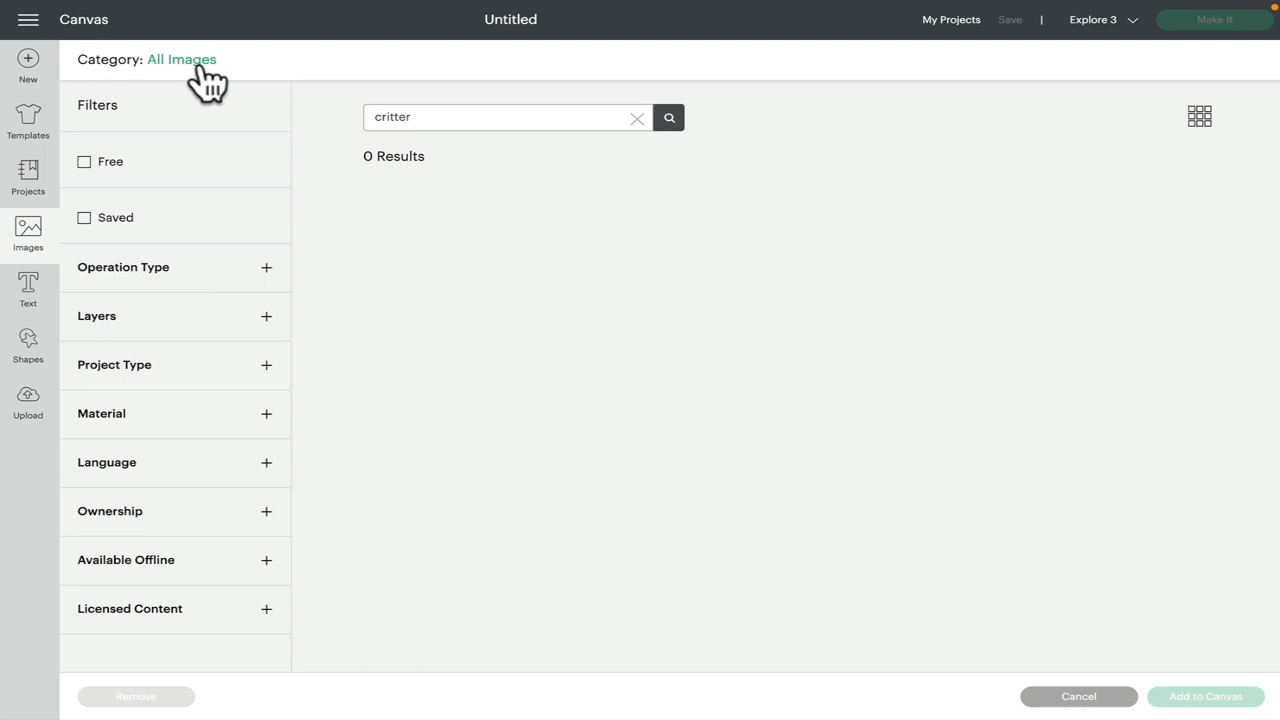 Canvas
Untitled
My Projects
Save
|
Explore 3
Make It
New
Templates
Projects
Images
Text
Shapes
Upload
Category: All Images
Filters
Free
Saved
Operation Type
Layers
Project Type
Material
Language
Ownership
Available Offline
Licensed Content
critter
0 Results
Remove
Cancel
Add to Canvas